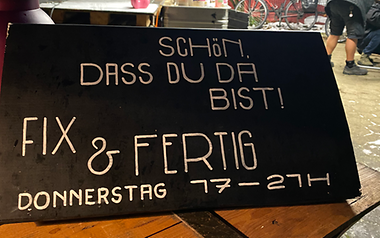 SCHÖN,
DASS DU DA
BIST!
FIX
& FERTIG
DONNERSTAG 17-21H